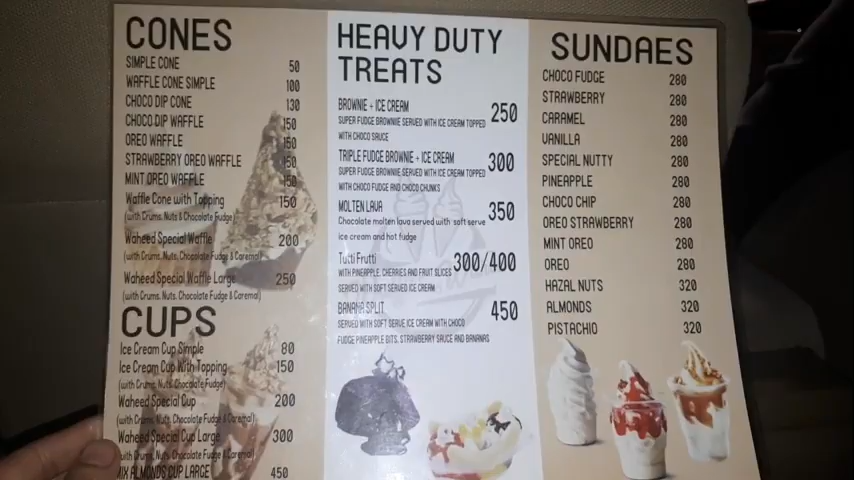 CONES
SIMPLE CONE 50
WAFFLE CONE SIMPLE 100
CHOCO DIP CONE 130
CHOCO DIP WAFFLE 150
OREO WAFFLE 150
STRAWBERRY OREO WAFFLE 150
MINT OREO WAFFLE 150
Waffle Cone with Topping 150
(with Crums, Nuts & Chocolate Fudge)
Waheed Special Waffle 200
(with Crums, Nuts, Chocolate Fudge & Caremal)
Waheed Special Waffle Large 250
(with Crums, Nuts, Chocolate Fudge & Caremal)
CUPS
Ice Cream Cup Simple 80
Ice Cream Cup With Topping 150
(with Crums, Nuts, Chocolate Fudge)
Waheed Special Cup 200
(with Crums, Nuts, Chocolate Fudge & Caremal)
Waheed Special Cup Large 300
(with Crums, Nuts, Chocolate Fudge & Caremal)
MIX ALMONDS CUP LARGE 450
HEAVY DUTY
TREATS
BROWNIE + ICE CREAM 250
SUPER FUDGE BROWNIE SERVED WITH ICE CREAM TOPPED
WITH CHOCO SAUCE
TRIPLE FUDGE BROWNIE + ICE CREAM 300
SUPER FUDGE BROWNIE SERVED WITH ICE CREAM TOPPED
WITH CHOCO FUDGE AND CHOCO CHUNKS
MOLTEN LAVA 350
Chocolate molten lava served with soft serve
ice cream and hot fudge
Tutti Frutti 300/400
WITH PINEAPPLE, CHERRIES AND FRUIT SLICES
SERVED WITH SOFT SERVED ICE CREAM
BANANA SPLIT 450
SERVED WITH SOFT SERVE ICE CREAM WITH CHOCO
FUDGE PINEAPPLE BITS, STRAWBERRY SAUCE AND BANANAS
SUNDAES
CHOCO FUDGE 280
STRAWBERRY 280
CARAMEL 280
VANILLA 280
SPECIAL NUTTY 280
PINEAPPLE 280
CHOCO CHIP 280
OREO STRAWBERRY 280
MINT OREO 280
OREO 280
HAZAL NUTS 320
ALMONDS 320
PISTACHIO 320